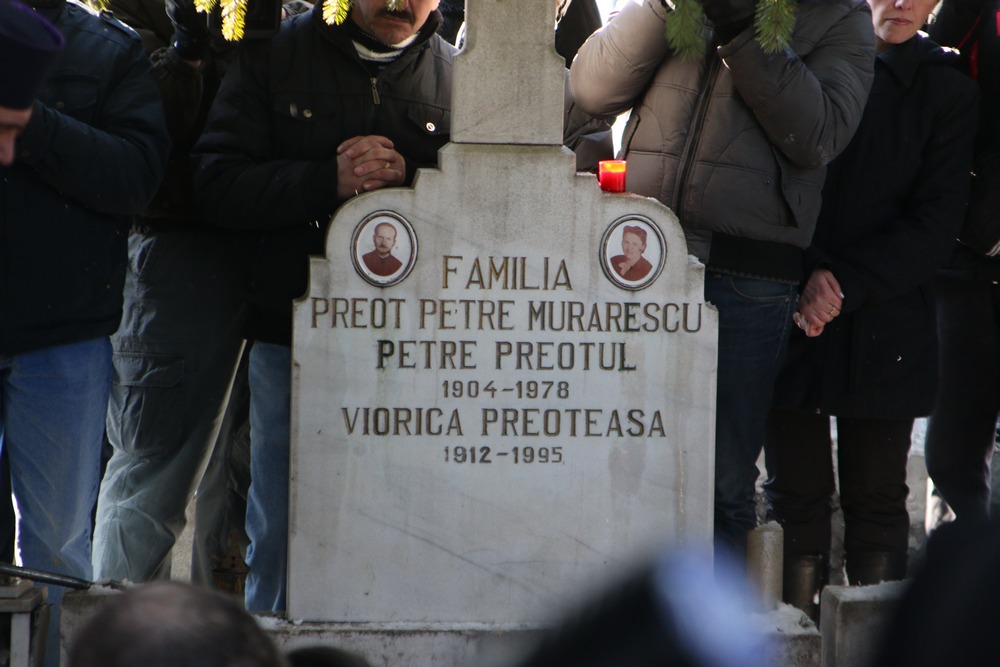 FAMILIA
PREOT PETRE MURARESCU
PETRE PREOTUL
1904-1978
VIORICA PREOTEASA
1912-1995